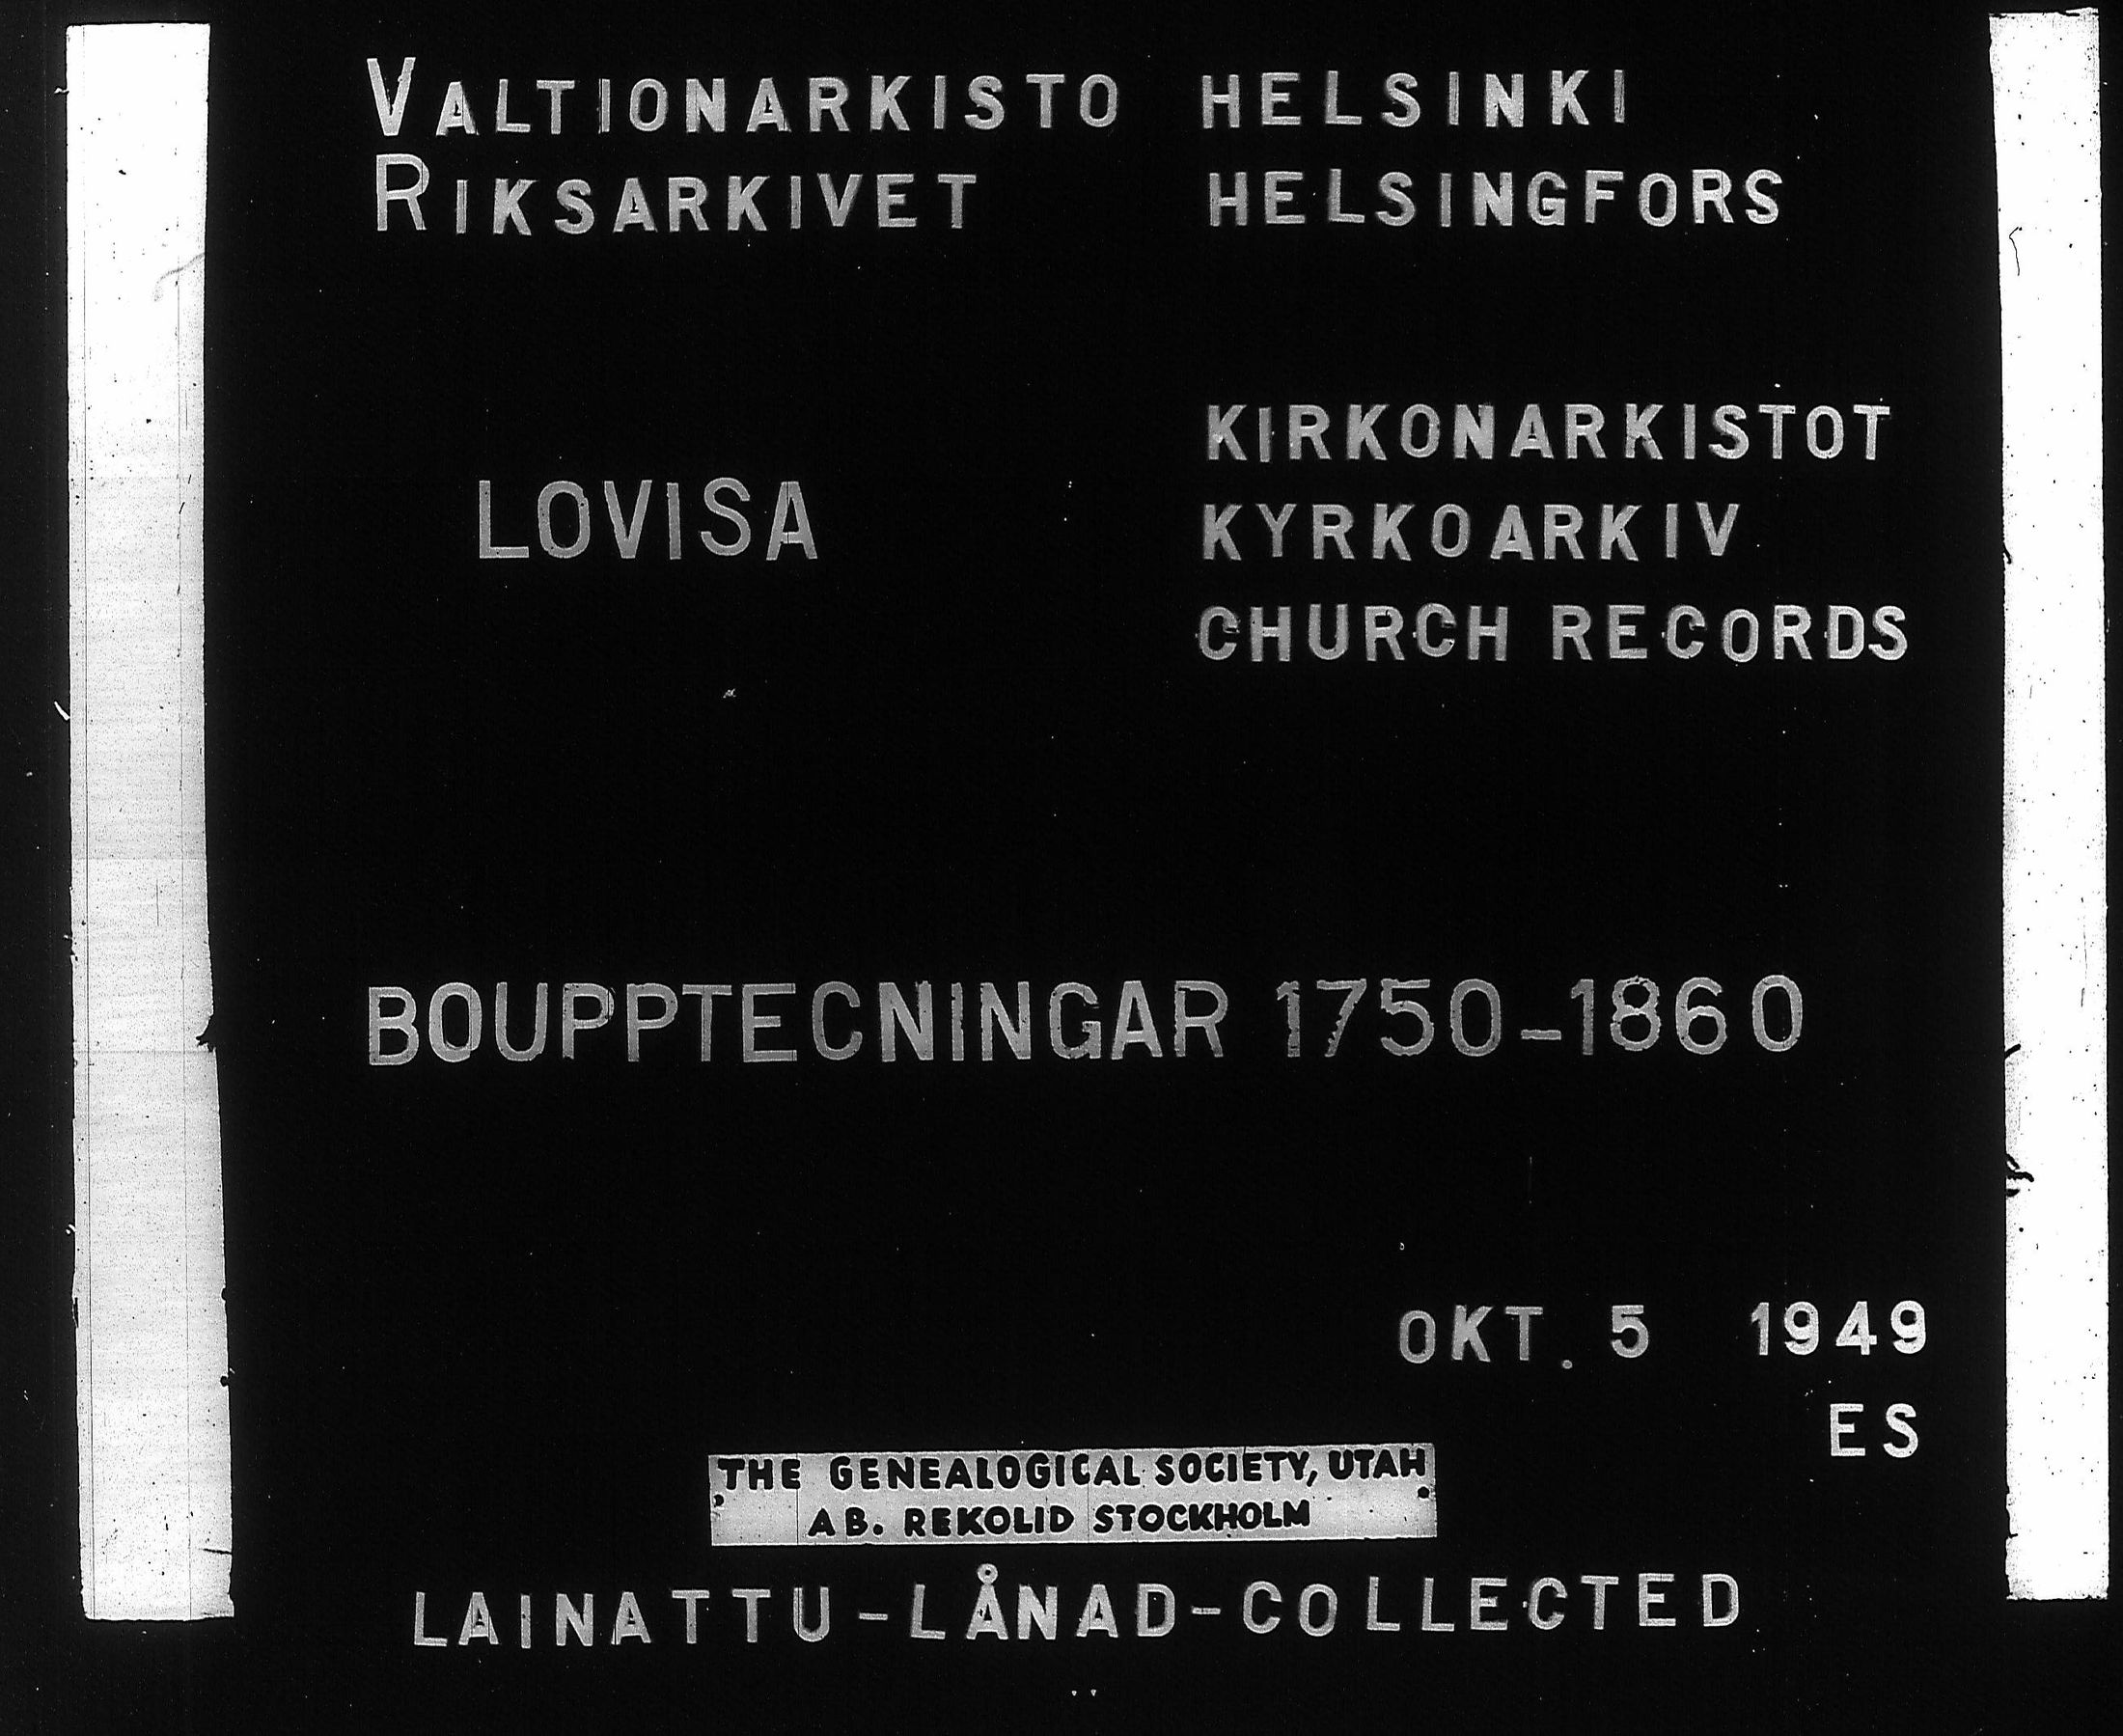 VALTIONARKISTO HELSINKI
RIKSARKIVET HELSINGFORS
LOVISA
KIRKONARKISTOT
KYRKOARKIV
CHURCH RECORDS
BOUPPTECNINGAR 1750-1860
OKT. 5 1949
ES
THE GENEALOGICAL SOCIETY, UTAH
AB. REKOLID STOCKHOLM
LAINATTU-LÅNAD-COLLECTED